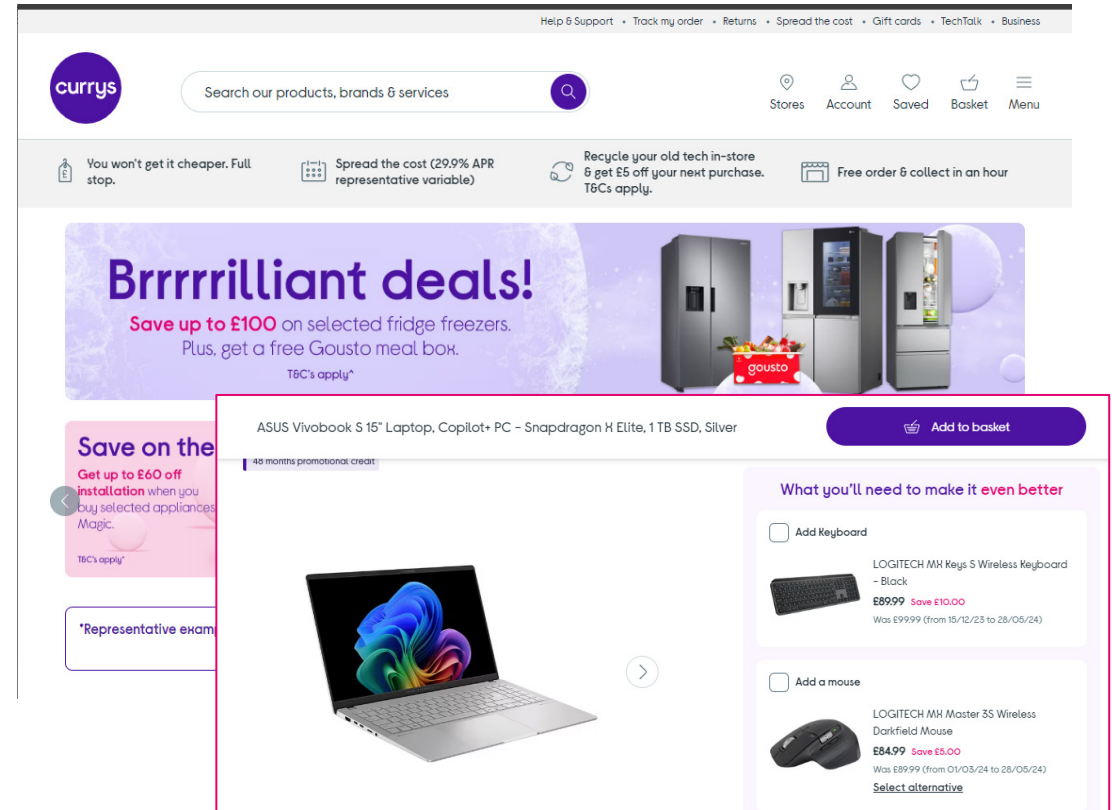 Help & Support • Track my order • Returns • Spread the cost • Gift cards • TechTalk • Business
currys
Search our products, brands & services
Stores Account Saved Basket Menu
You won't get it cheaper. Full
stop.
Spread the cost (29.9% APR
representative variable)
Recycle your old tech in-store
& get £5 off your next purchase.
T&Cs apply.
Free order & collect in an hour
Brrrrrilliant deals!
Save up to £100 on selected fridge freezers.
Plus, get a free Gousto meal box.
T&C's apply^
gousto
Save on the
Get up to £60 off
installation when you
buy selected appliances
Magic.
T&C's apply^
*Representative examp
ASUS Vivobook S 15" Laptop, Copilot+ PC - Snapdragon X Elite, 1 TB SSD, Silver
Add to basket
48 months promotional credit
What you'll need to make it even better
Add Keyboard
LOGITECH MX Keys S Wireless Keyboard
- Black
£89.99 Save £10.00
Was £99.99 (from 15/12/23 to 28/05/24)
Add a mouse
LOGITECH MX Master 3S Wireless
Darkfield Mouse
£84.99 Save £5.00
Was £89.99 (from 01/03/24 to 28/05/24)
Select alternative